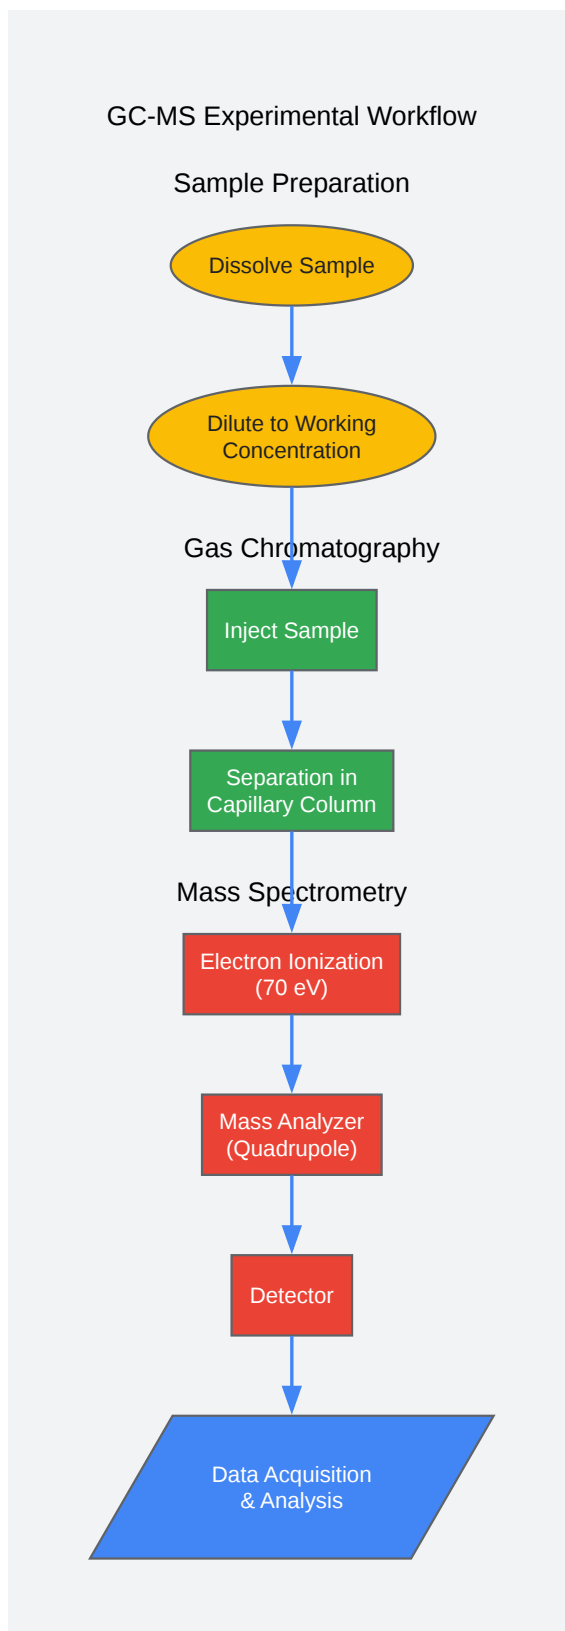 GC-MS Experimental Workflow
Sample Preparation
Dissolve Sample
Dilute to Working
Concentration
Gas Chromatography
Inject Sample
Separation in
Capillary Column
Mass Spectrometry
Electron Ionization
(70 eV)
Mass Analyzer
(Quadrupole)
Detector
Data Acquisition
& Analysis